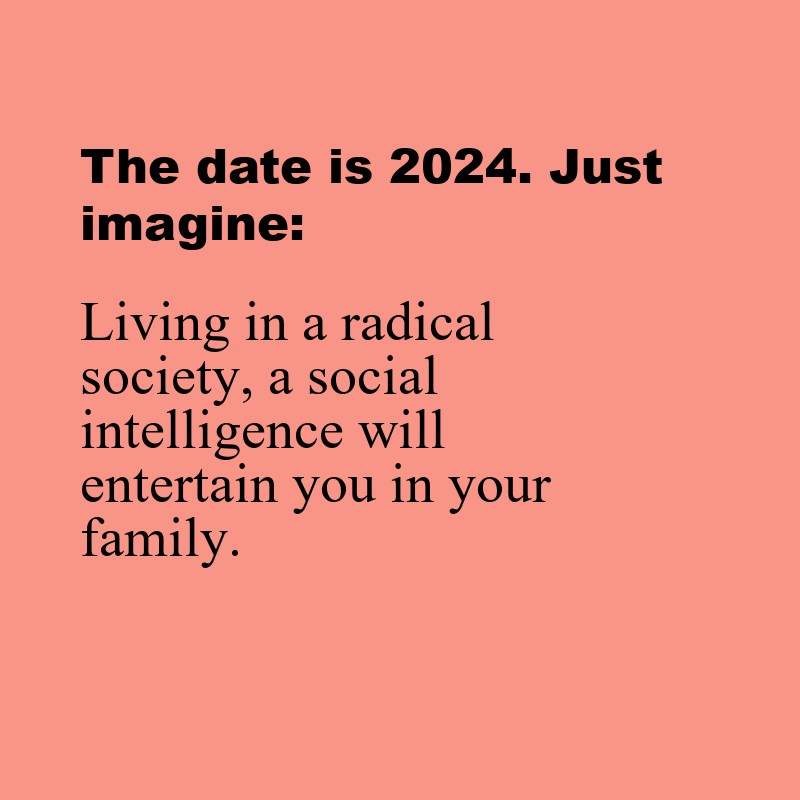 The date is 2024. Just
imagine:
Living in a radical
society, a social
intelligence will
entertain you in your
family.